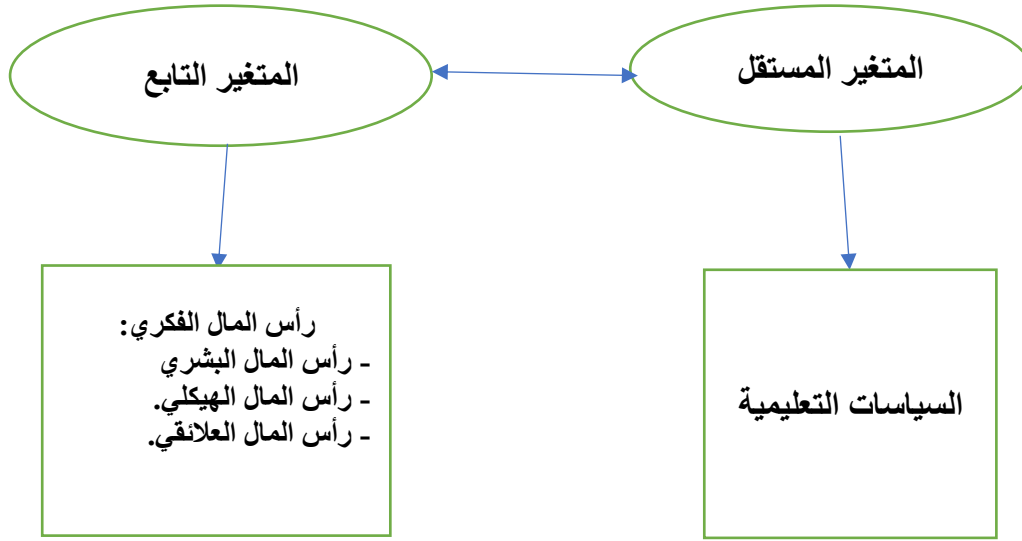 المتغير المستقل
المتغير التابع
السياسات التعليمية
رأس المال الفكري:
- رأس المال البشري
- رأس المال الهيكلي.
- رأس المال العلائقي.